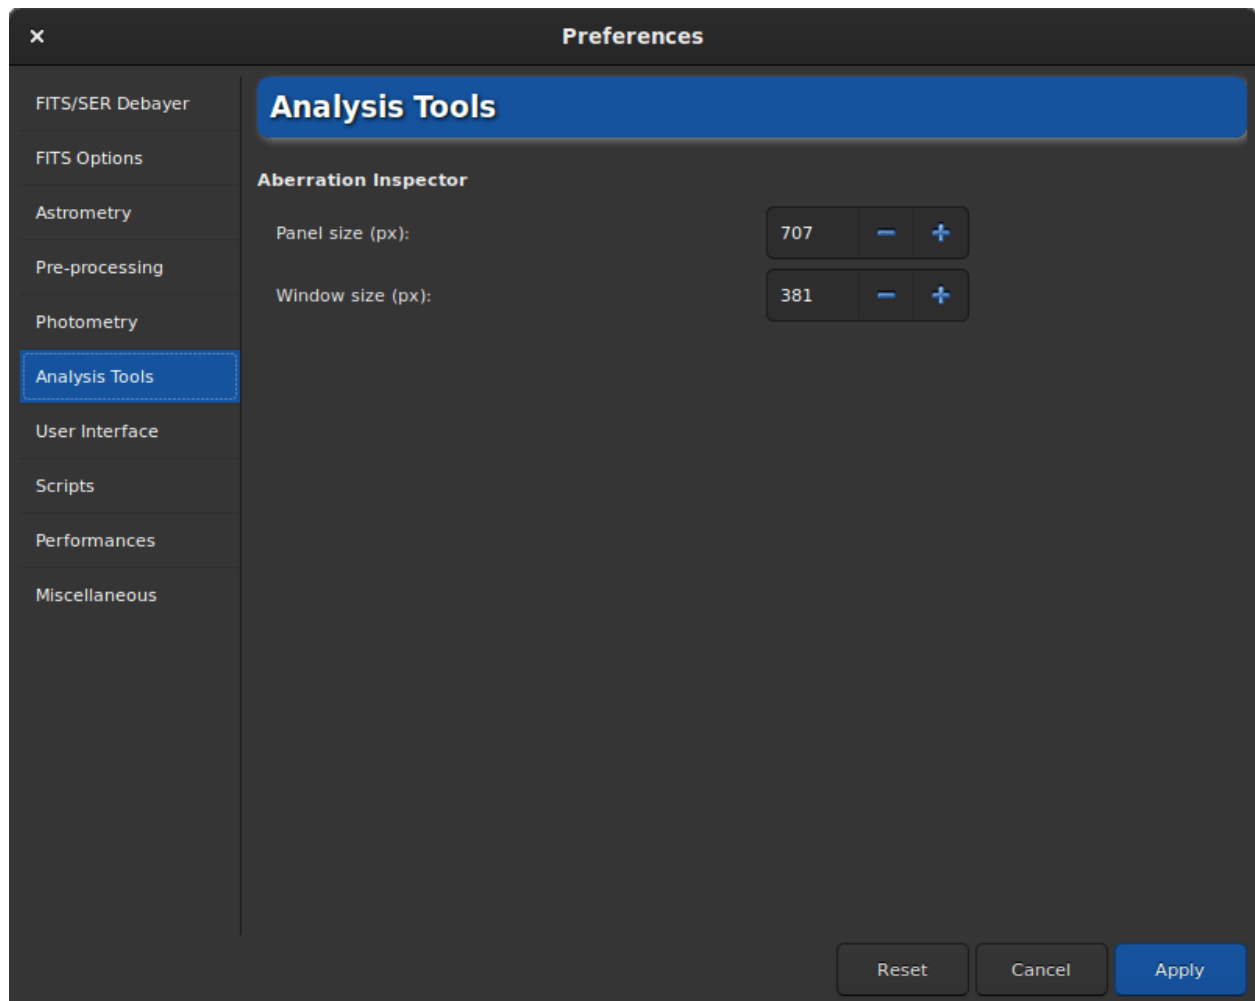 Preferences
FITS/SER Debayer
FITS Options
Astrometry
Pre-processing
Photometry
Analysis Tools
User Interface
Scripts
Performances
Miscellaneous
Analysis Tools
Aberration Inspector
Panel size (px): 707
Window size (px): 381
Reset Cancel Apply